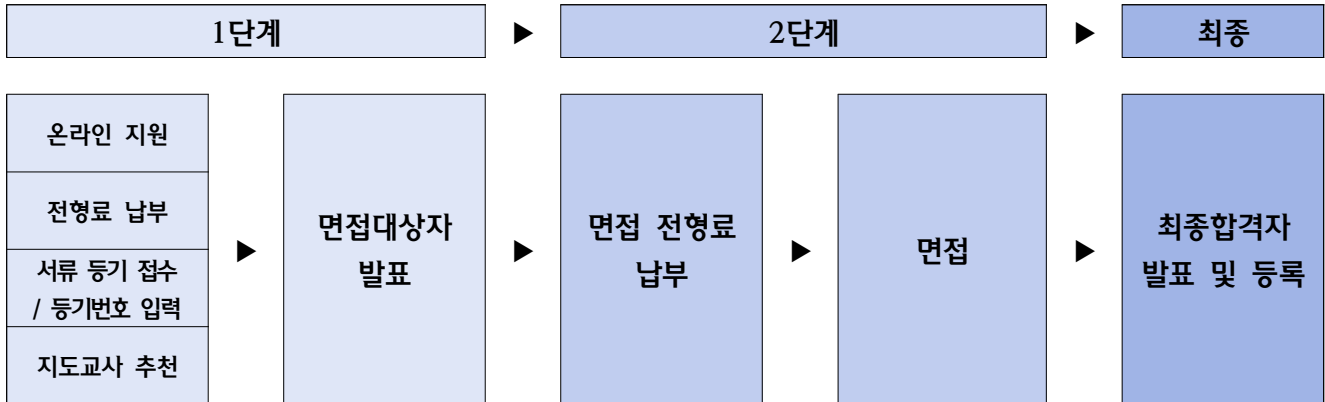 1단계 ▶ 2단계 ▶ 최종
온라인 지원
전형료 납부
서류 등기 접수
/ 등기번호 입력
지도교사 추천
▶
면접대상자
발표
▶
면접 전형료
납부
▶
면접
▶
최종합격자
발표 및 등록